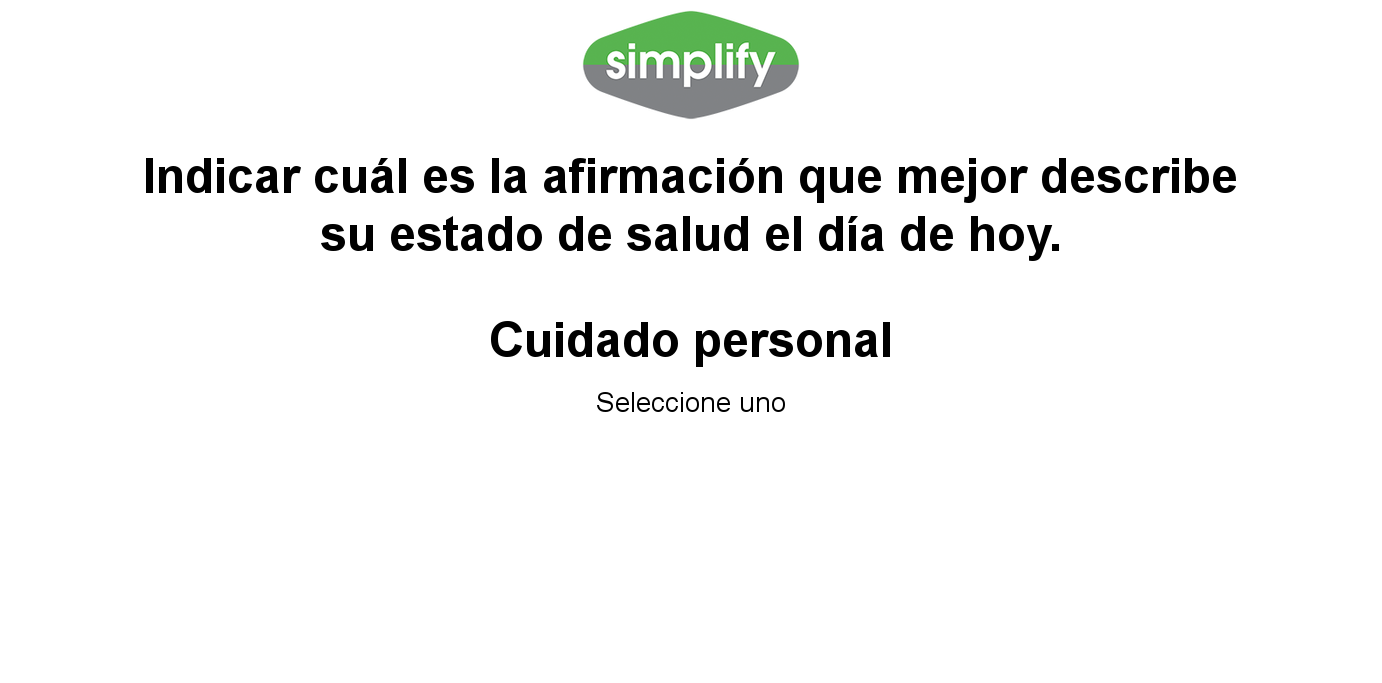 simplify
Indicar cuál es la afirmación que mejor describe
su estado de salud el día de hoy.
Cuidado personal
Seleccione uno